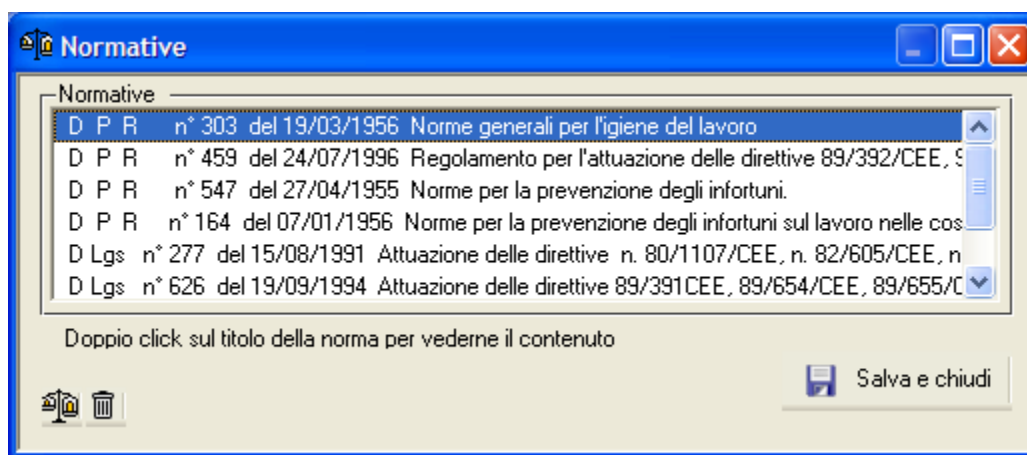 Normative
Normative
D P R n° 303 del 19/03/1956 Norme generali per l'igiene del lavoro
D P R n° 459 del 24/07/1996 Regolamento per l'attuazione delle direttive 89/392/CEE,
D P R n° 547 del 27/04/1955 Norme per la prevenzione degli infortuni.
D P R n° 164 del 07/01/1956 Norme per la prevenzione degli infortuni sul lavoro nelle cos
D Lgs n° 277 del 15/08/1991 Attuazione delle direttive n. 80/1107/CEE, n. 82/605/CEE, n
D Lgs n° 626 del 19/09/1994 Attuazione delle direttive 89/391CEE, 89/654/CEE, 89/655/
Doppio click sul titolo della norma per vederne il contenuto
Salva e chiudi